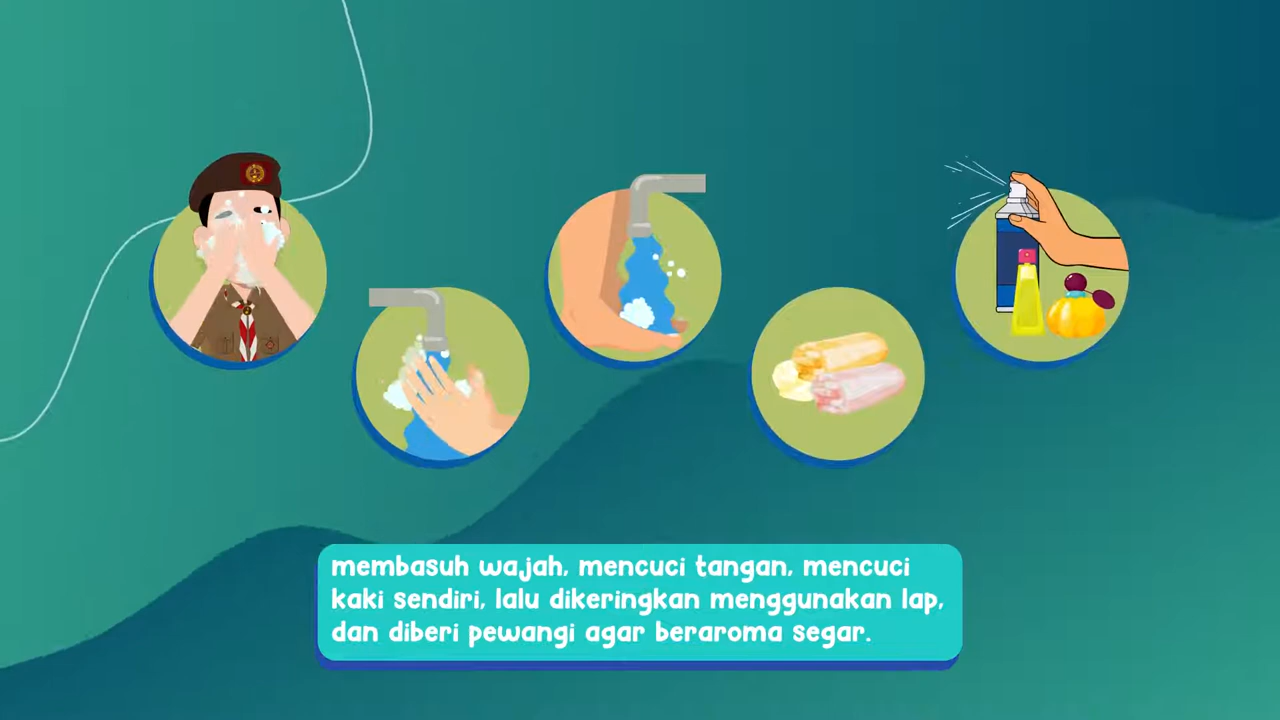 membasuh wajah, mencuci tangan, mencuci
kaki sendiri, lalu dikeringkan menggunakan lap,
dan diberi pewangi agar beraroma segar.